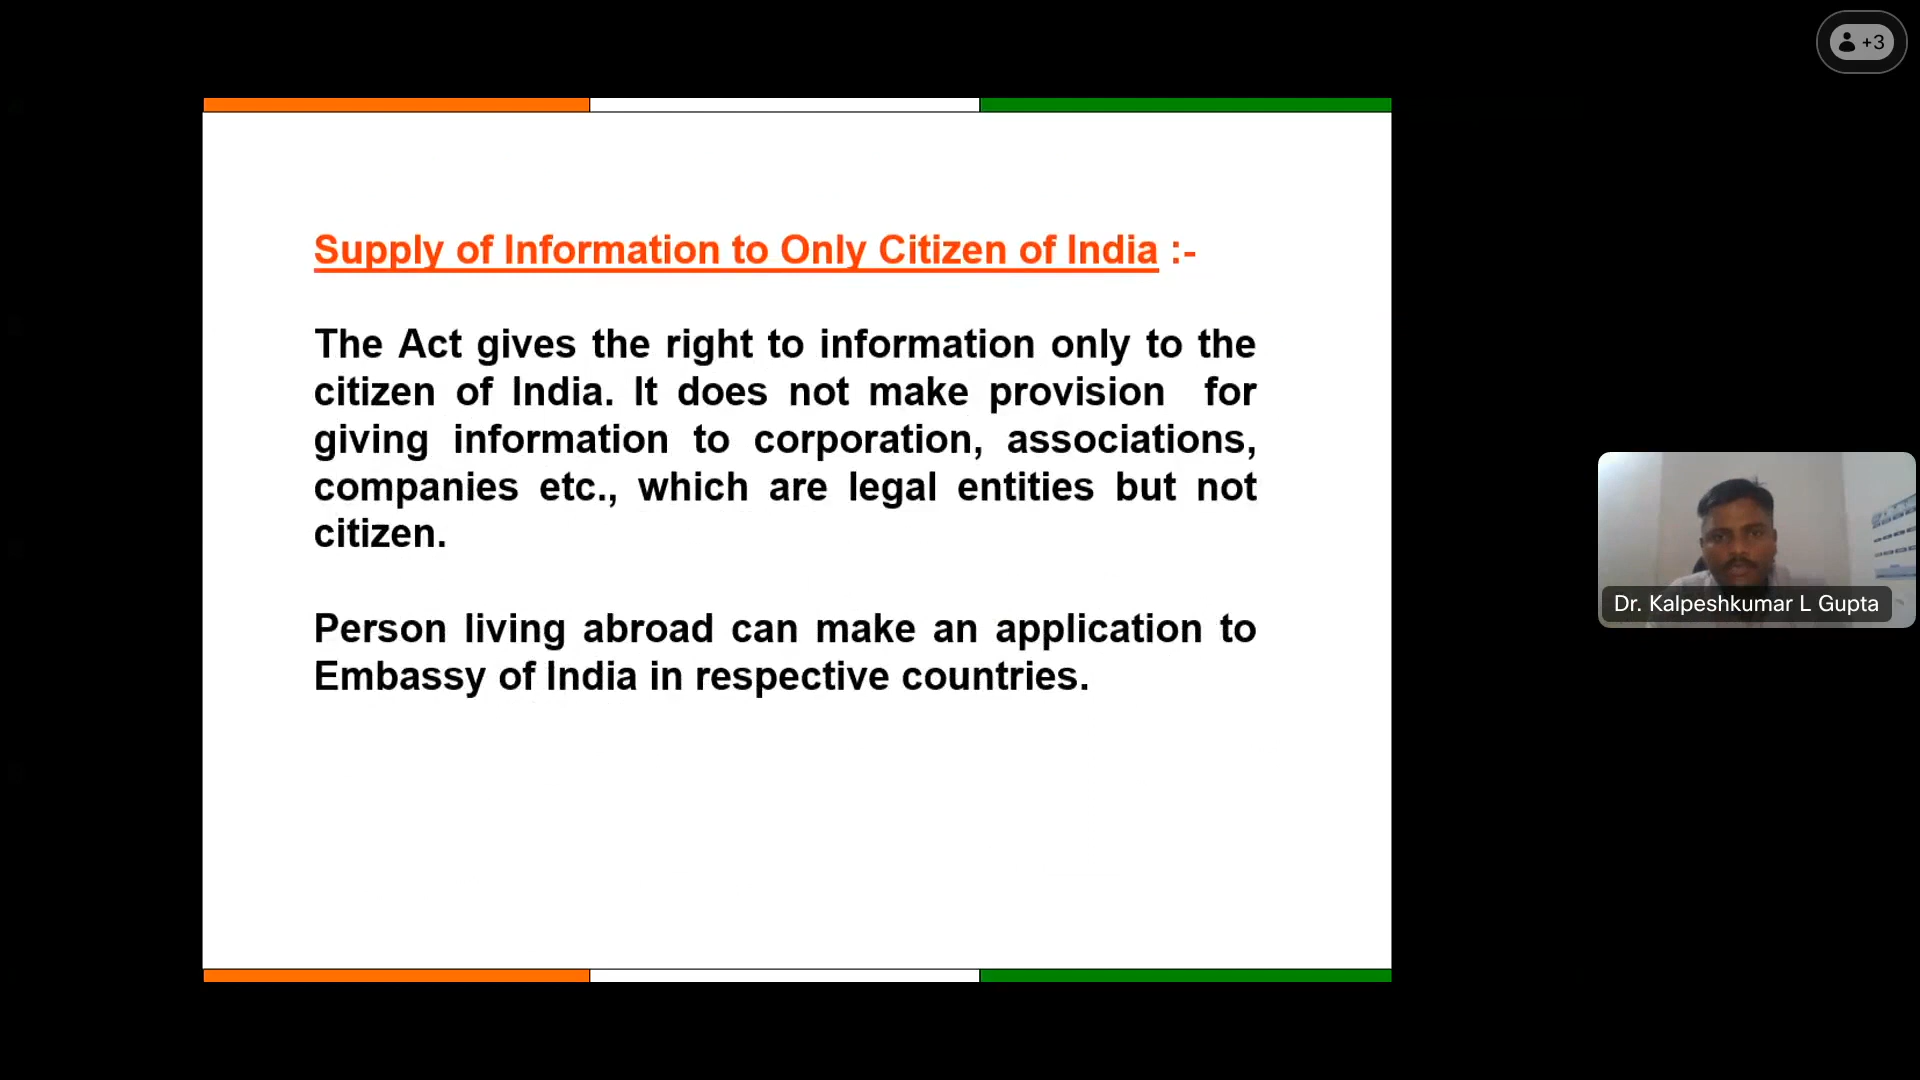 +3
Supply of Information to Only Citizen of India :-
The Act gives the right to information only to the
citizen of India. It does not make provision for
giving information to corporation, associations,
companies etc., which are legal entities but not
citizen.
Person living abroad can make an application to
Embassy of India in respective countries.
Dr. Kalpeshkumar L Gupta